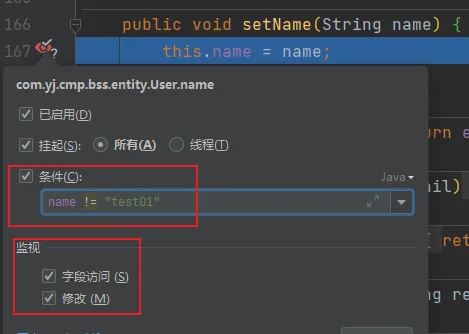 166 public void setName(String name) {
167 this.name = name;
com.yj.cmp.bss.entity.User.name
已启用(D)
挂起(S): 所有(A) 线程(T)
urn e
条件(C): Java
name != "test01"
ail)
监视
字段访问 (S)
ret
修改 (M)
ng re